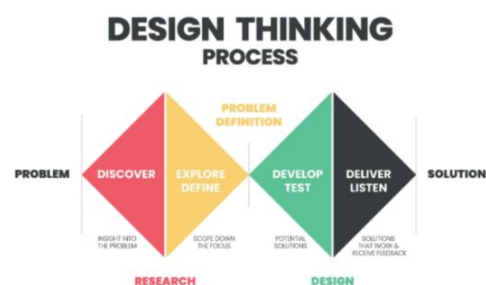 DESIGN THINKING
PROCESS
PROBLEM
DEFINITION
PROBLEM
DISCOVER
EXPLORE
DEFINE
DEVELOP
TEST
DELIVER
LISTEN
SOLUTION
INSIGHT INTO
THE PROBLEM
SCOPE DOWN
THE FOCUS
POTENTIAL
SOLUTIONS
SOLUTIONS
THAT WORK &
RECEIVE FEEDBACK
RESEARCH
DESIGN